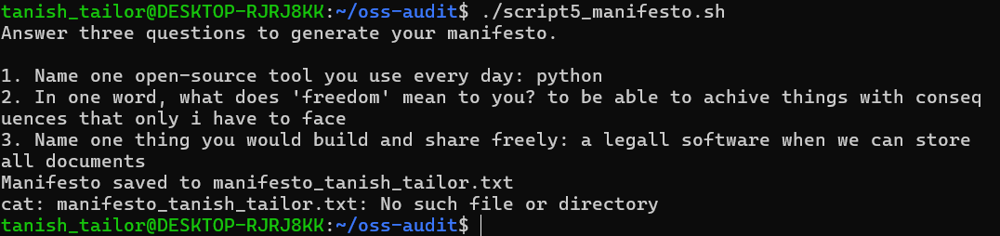 tanish_tailor@DESKTOP-RJRJ8KK:~/oss-audit$ ./script5_manifesto.sh
Answer three questions to generate your manifesto.
1. Name one open-source tool you use every day: python
2. In one word, what does 'freedom' mean to you? to be able to achive things with conseq
uences that only i have to face
3. Name one thing you would build and share freely: a legall software when we can store
all documents
Manifesto saved to manifesto_tanish_tailor.txt
cat: manifesto_tanish_tailor.txt: No such file or directory
tanish_tailor@DESKTOP-RJRJ8KK:~/oss-audit$